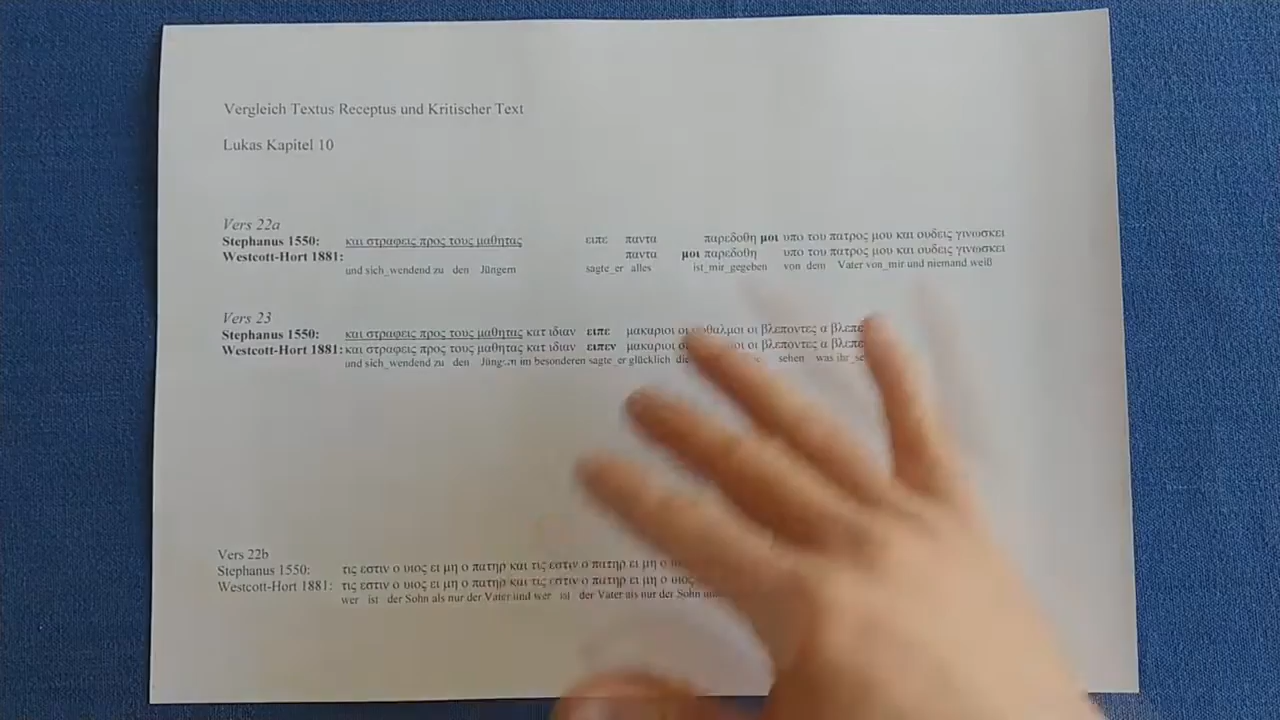 Vergleich Textus Receptus und Kritischer Text
Lukas Kapitel 10
Vers 22a
Stephanus 1550: και στραφεις προς τους μαθητας ειπε παντα παρεδοθη μοι υπο του πατρος μου και ουδεις γινωσκει
Westcott-Hort 1881: παντα μοι παρεδοθη υπο του πατρος μου και ουδεις γινωσκει
und sich_wendend zu den Jüngern sagte_er alles ist_mir_gegeben von dem Vater von_mir und niemand weiß
Vers 23
Stephanus 1550: και στραφεις προς τους μαθητας κατ ιδιαν ειπε μακαριοι οι οι βλεποντες α
Westcott-Hort 1881: και στραφεις προς τους μαθητας κατ ιδιαν ειπεν μακαριοι οι βλεποντες α
und sich_wendend zu den Jüngern im besonderen sagte_er glücklich sehen was
Vers 22b
Stephanus 1550: τις εστιν ο υιος ει μη ο πατηρ και τις εστιν ο πατηρ ει μη ο
Westcott-Hort 1881: τις εστιν ο υιος ει μη ο πατηρ και τις εστιν ο πατηρ ει μη ο υιος
wer ist der Sohn als nur der Vater und wer ist der Vater als nur der Sohn